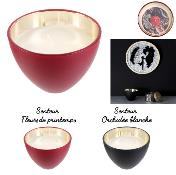 Senteur
Fleurs de printemps
Senteur
Orchidée blanche